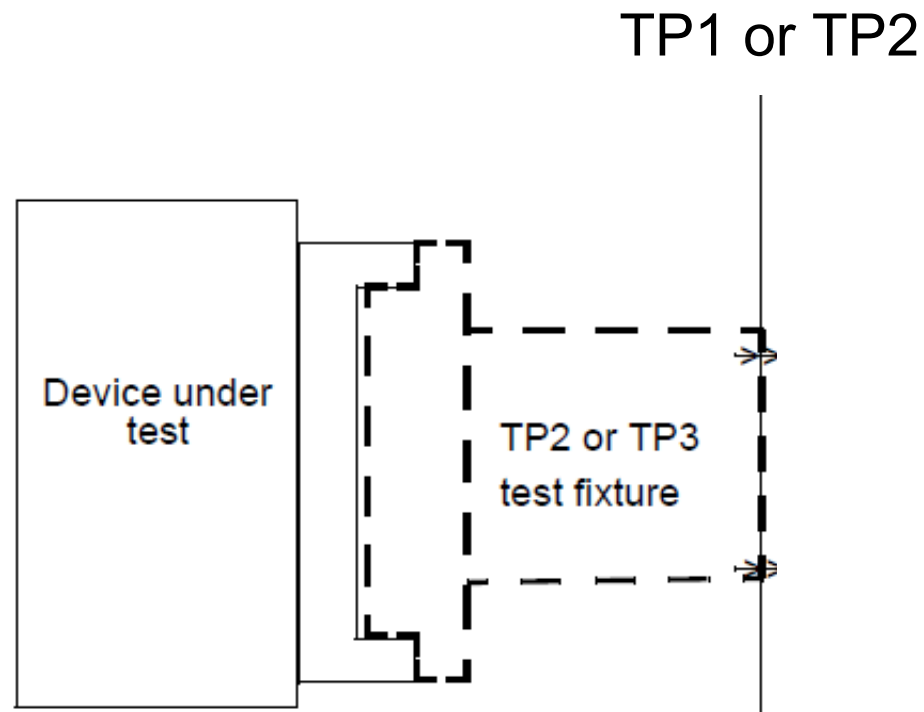 TP1 or TP2
Device under
test
TP2 or TP3
test fixture